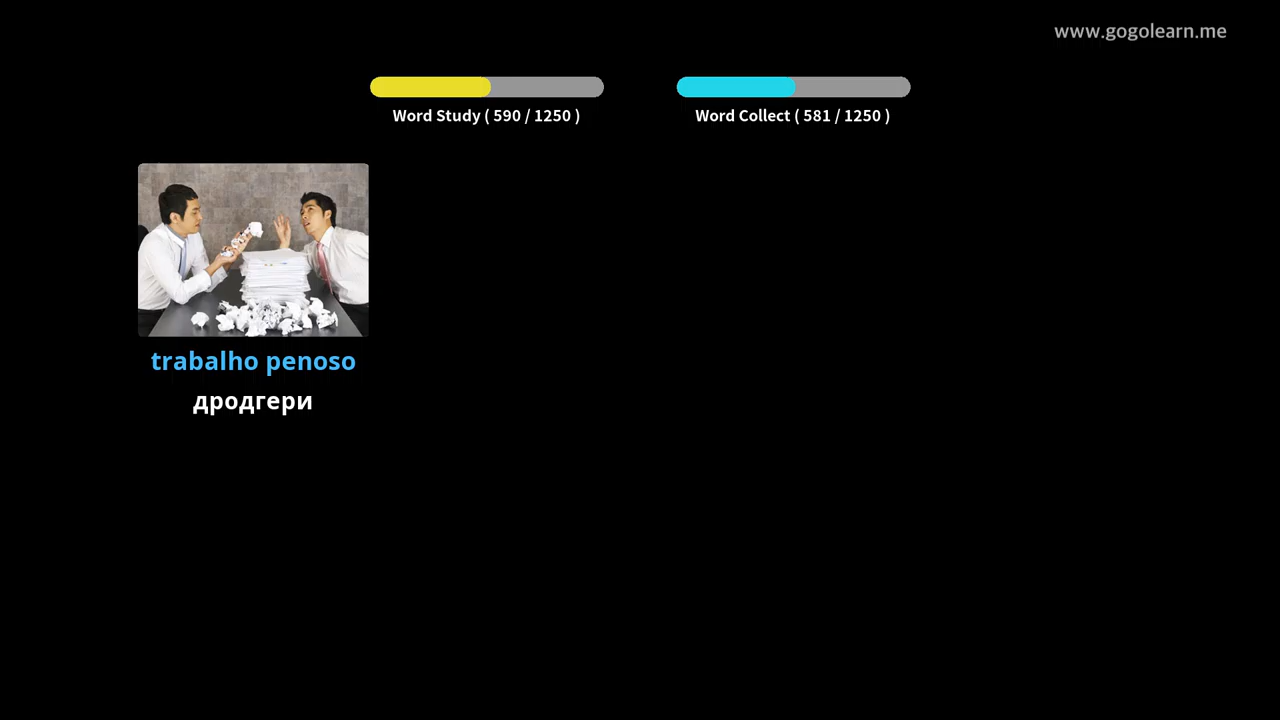 www.gogolearn.me
Word Study ( 590 / 1250 )
Word Collect ( 581 / 1250 )
trabalho penoso
дродгери